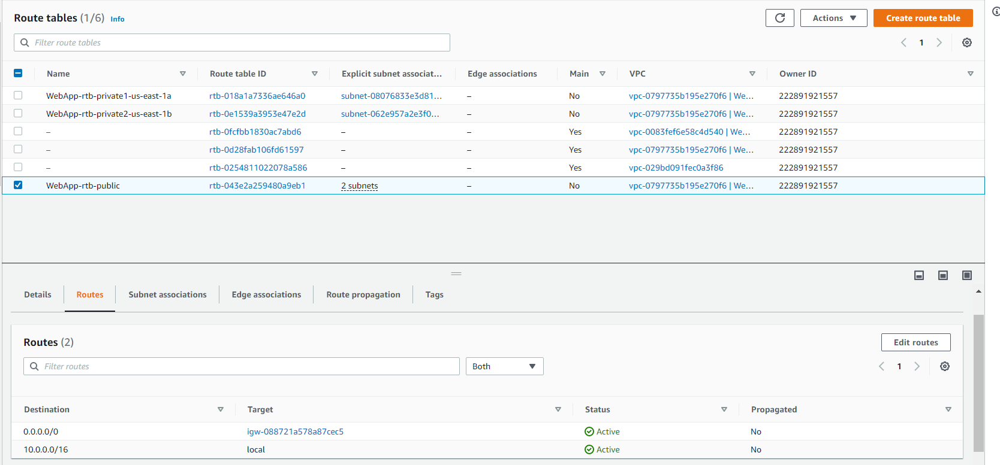 Route tables (1/6) Info
Actions
Create route table
Filter route tables
1
Name Route table ID Explicit subnet associat... Edge associations Main VPC Owner ID
WebApp-rtb-private1-us-east-1a rtb-018a1a7336ae646a0 subnet-08076833e3d81... – No vpc-0797735b195e270f6 | We... 222891921557
WebApp-rtb-private2-us-east-1b rtb-0e1539a3953e47e2d subnet-062e957a2e3f0... – No vpc-0797735b195e270f6 | We... 222891921557
– rtb-0fcfbb1830ac7abd6 – – Yes vpc-0083fef6e58c4d540 | We... 222891921557
– rtb-0d28fab106fd61597 – – Yes vpc-0797735b195e270f6 | We... 222891921557
– rtb-0254811022078a586 – – Yes vpc-029bd091fec0a3f86 222891921557
WebApp-rtb-public rtb-043e2a259480a9eb1 2 subnets – No vpc-0797735b195e270f6 | We... 222891921557
Details Routes Subnet associations Edge associations Route propagation Tags
Routes (2)
Edit routes
Filter routes
Both
1
Destination Target Status Propagated
0.0.0.0/0 igw-088721a578a87cec5 Active No
10.0.0.0/16 local Active No